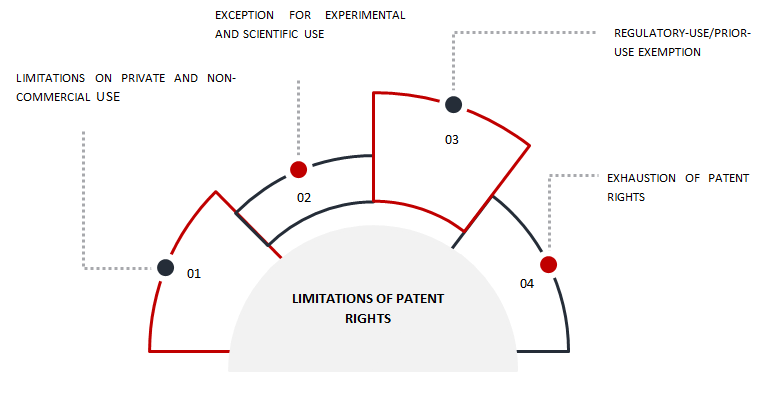 EXCEPTION FOR EXPERIMENTAL
AND SCIENTIFIC USE
REGULATORY-USE/PRIOR-
USE EXEMPTION
LIMITATIONS ON PRIVATE AND NON-
COMMERCIAL USE
03
EXHAUSTION OF PATENT
RIGHTS
02
01
04
LIMITATIONS OF PATENT
RIGHTS